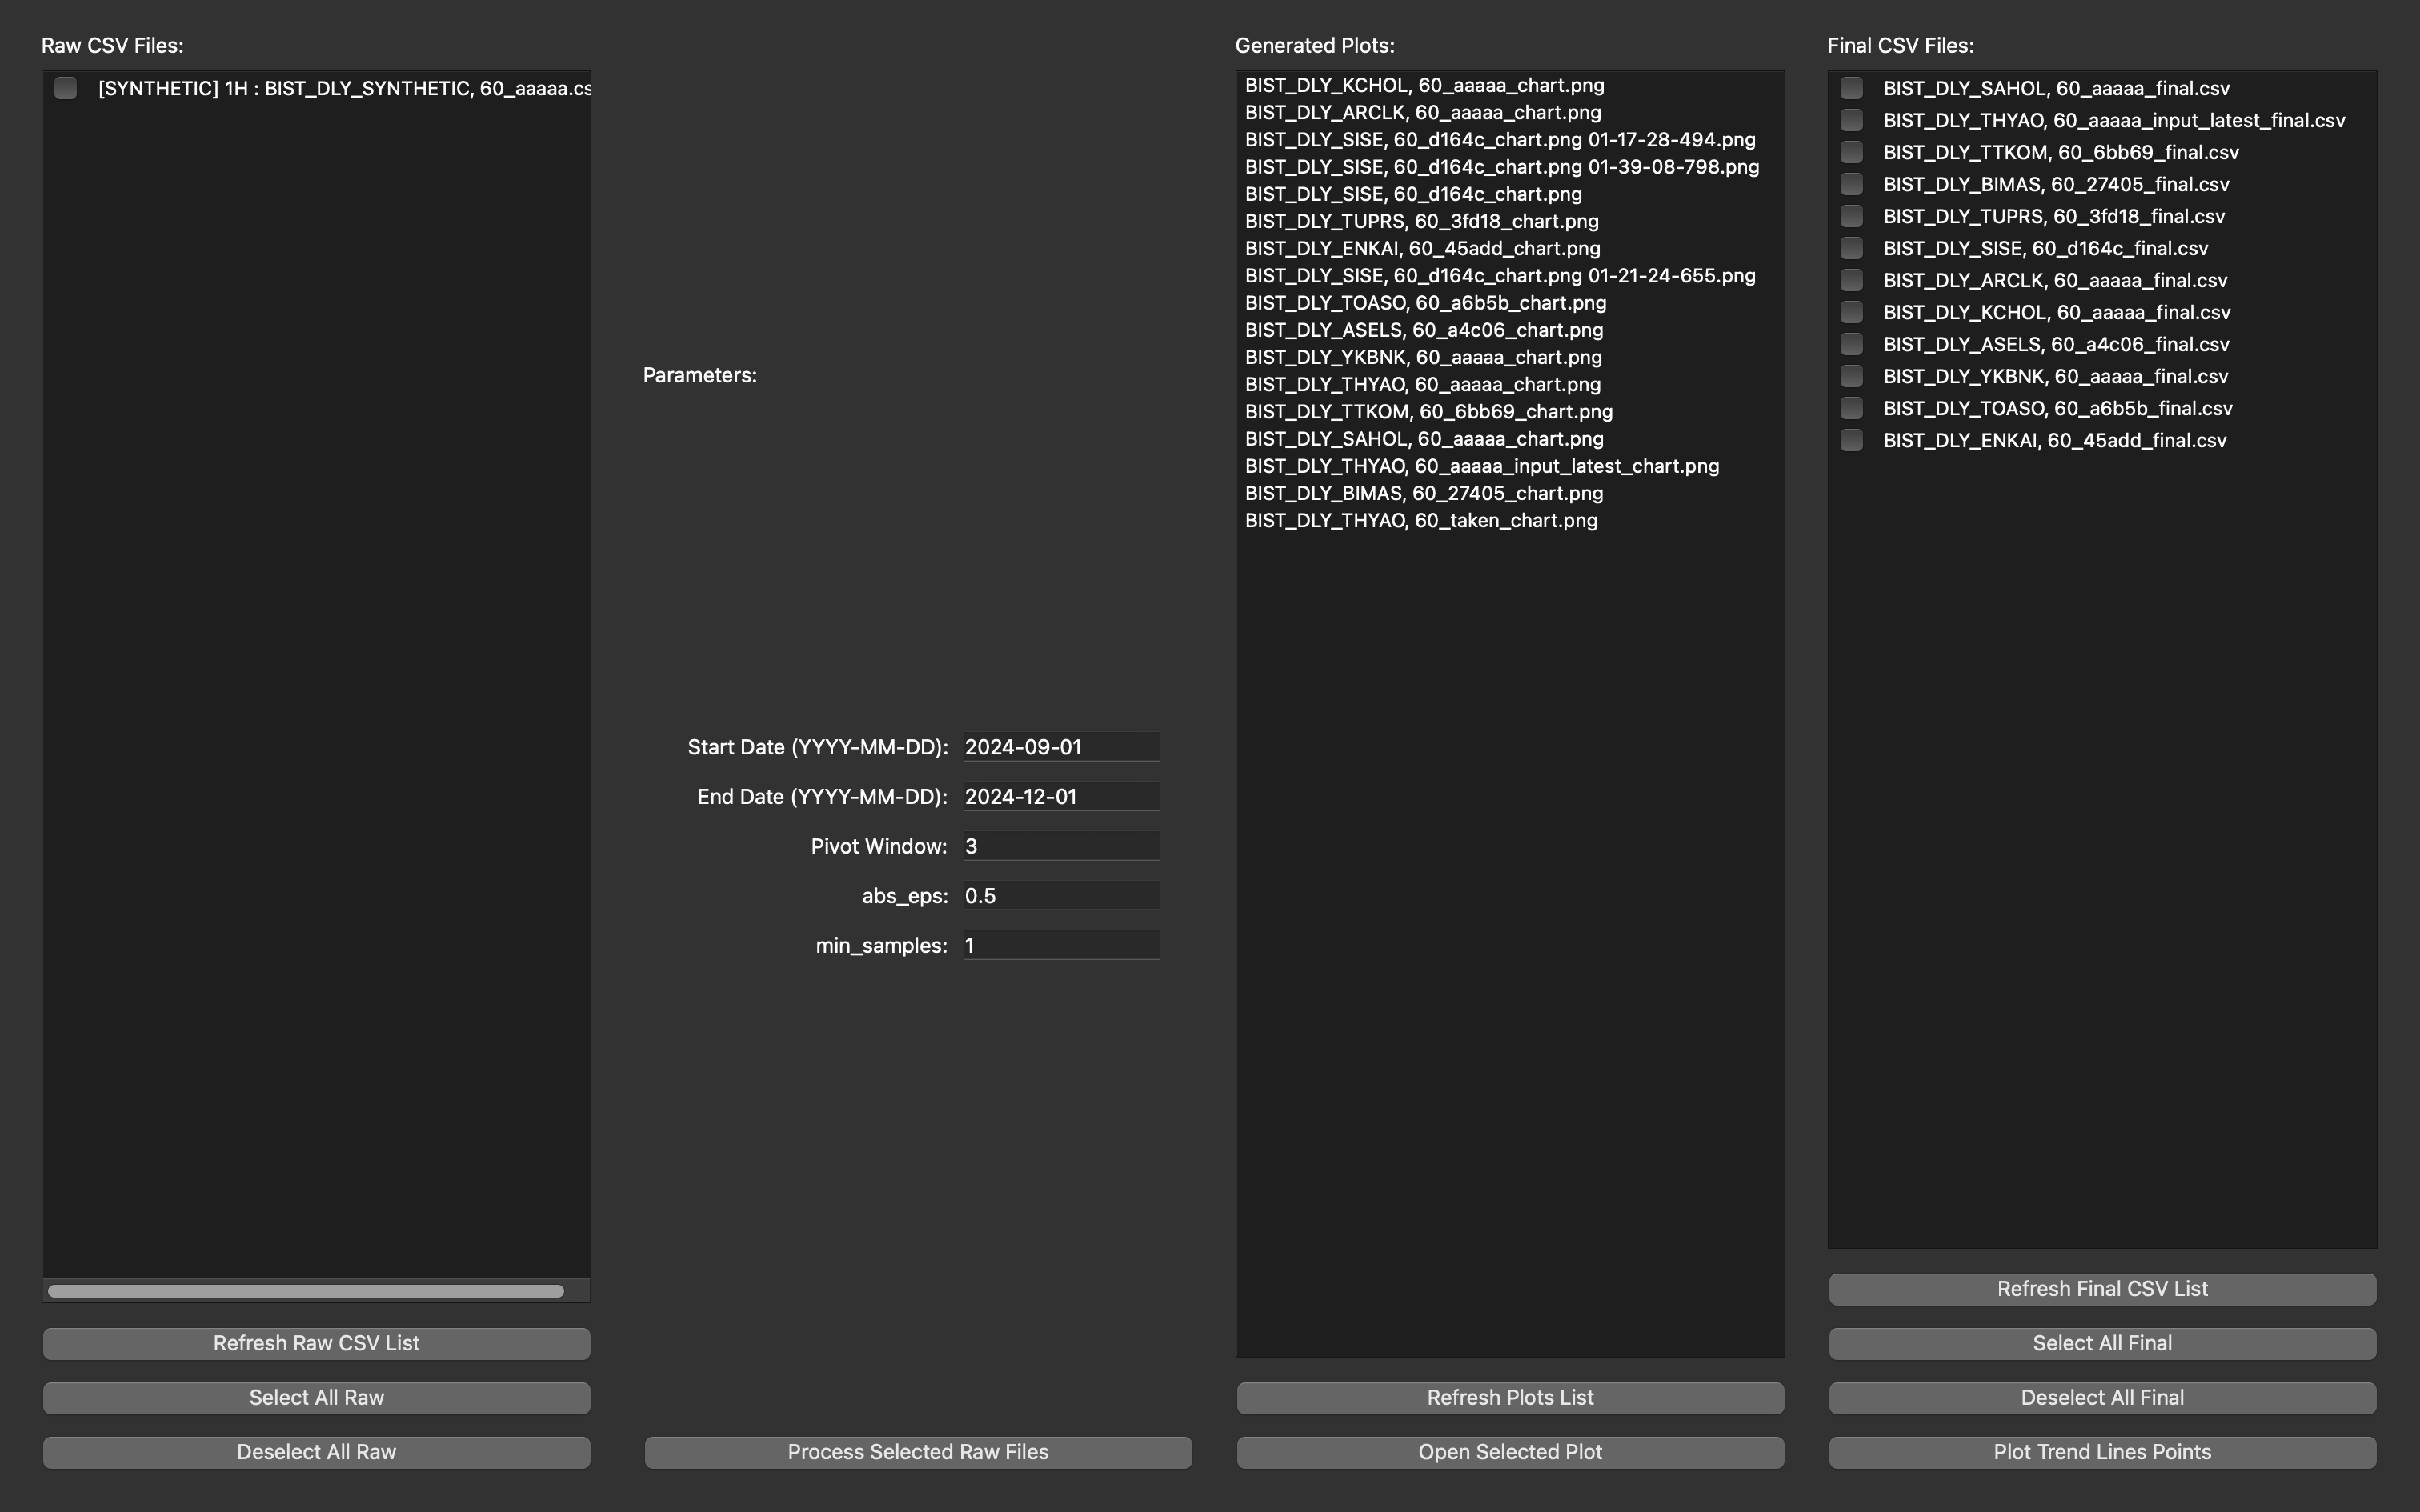 Raw CSV Files:
[SYNTHETIC] 1H : BIST_DLY_SYNTHETIC, 60_aaaaa.cs
Refresh Raw CSV List
Select All Raw
Deselect All Raw
Parameters:
Start Date (YYYY-MM-DD): 2024-09-01
End Date (YYYY-MM-DD): 2024-12-01
Pivot Window: 3
abs_eps: 0.5
min_samples: 1
Process Selected Raw Files
Generated Plots:
BIST_DLY_KCHOL, 60_aaaaa_chart.png
BIST_DLY_ARCLK, 60_aaaaa_chart.png
BIST_DLY_SISE, 60_d164c_chart.png 01-17-28-494.png
BIST_DLY_SISE, 60_d164c_chart.png 01-39-08-798.png
BIST_DLY_SISE, 60_d164c_chart.png
BIST_DLY_TUPRS, 60_3fd18_chart.png
BIST_DLY_ENKAI, 60_45add_chart.png
BIST_DLY_SISE, 60_d164c_chart.png 01-21-24-655.png
BIST_DLY_TOASO, 60_a6b5b_chart.png
BIST_DLY_ASELS, 60_a4c06_chart.png
BIST_DLY_YKBNK, 60_aaaaa_chart.png
BIST_DLY_THYAO, 60_aaaaa_chart.png
BIST_DLY_TTKOM, 60_6bb69_chart.png
BIST_DLY_SAHOL, 60_aaaaa_chart.png
BIST_DLY_THYAO, 60_aaaaa_input_latest_chart.png
BIST_DLY_BIMAS, 60_27405_chart.png
BIST_DLY_THYAO, 60_taken_chart.png
Refresh Plots List
Open Selected Plot
Final CSV Files:
BIST_DLY_SAHOL, 60_aaaaa_final.csv
BIST_DLY_THYAO, 60_aaaaa_input_latest_final.csv
BIST_DLY_TTKOM, 60_6bb69_final.csv
BIST_DLY_BIMAS, 60_27405_final.csv
BIST_DLY_TUPRS, 60_3fd18_final.csv
BIST_DLY_SISE, 60_d164c_final.csv
BIST_DLY_ARCLK, 60_aaaaa_final.csv
BIST_DLY_KCHOL, 60_aaaaa_final.csv
BIST_DLY_ASELS, 60_a4c06_final.csv
BIST_DLY_YKBNK, 60_aaaaa_final.csv
BIST_DLY_TOASO, 60_a6b5b_final.csv
BIST_DLY_ENKAI, 60_45add_final.csv
Refresh Final CSV List
Select All Final
Deselect All Final
Plot Trend Lines Points